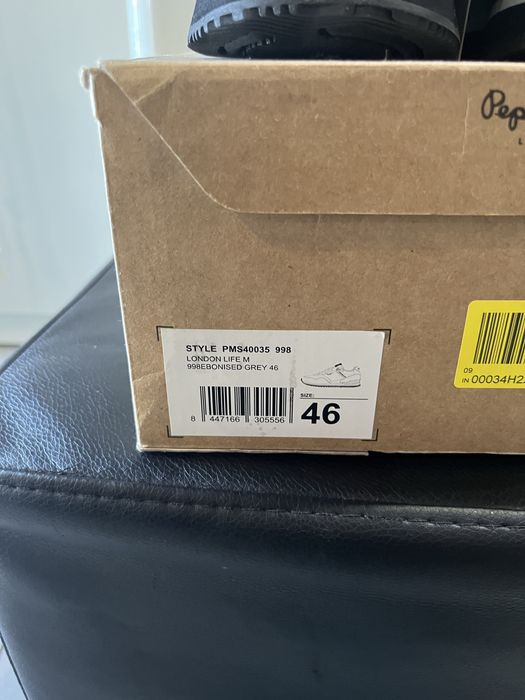 Pep
STYLE PMS40035 998
LONDON LIFE M
998EBONISED GREY 46
SIZE:
46
8 447166 305556
09
IN 00034H2